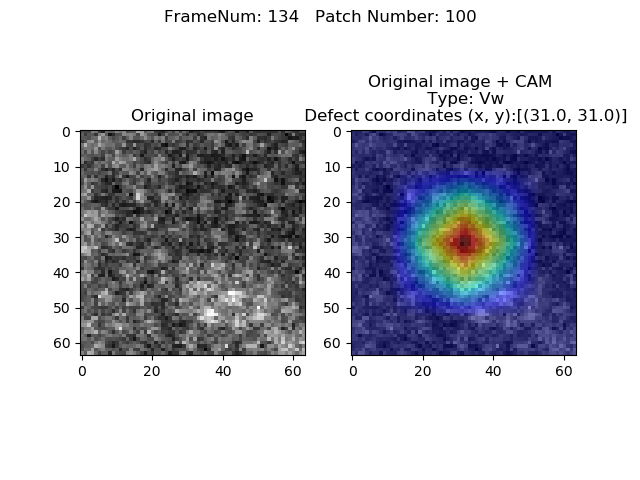 FrameNum: 134   Patch Number: 100
Original image
Original image + CAM
Type: Vw
Defect coordinates (x, y):[(31.0, 31.0)]
0
10
20
30
40
50
60
0 20 40 60
0
10
20
30
40
50
60
0 20 40 60